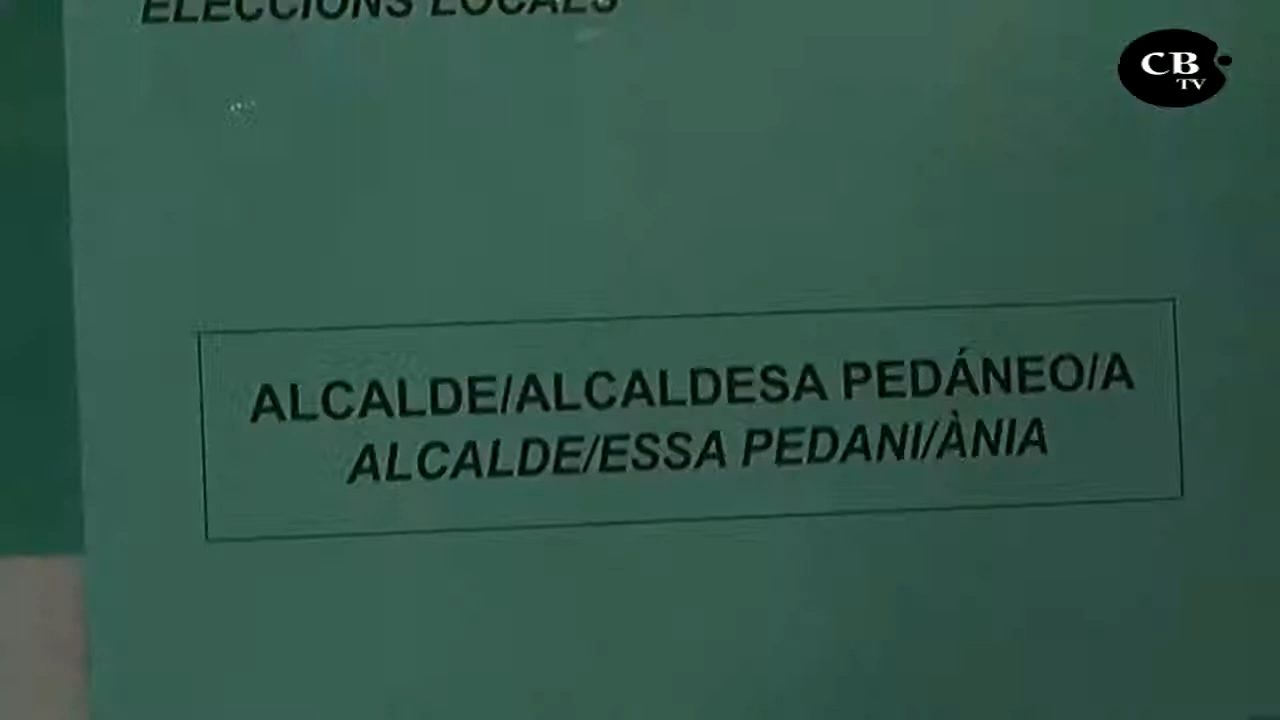 ELECCIONS LOCALS
CB
TV
ALCALDE/ALCALDESA PEDÁNEO/A
ALCALDE/ESSA PEDANI/ÀNIA